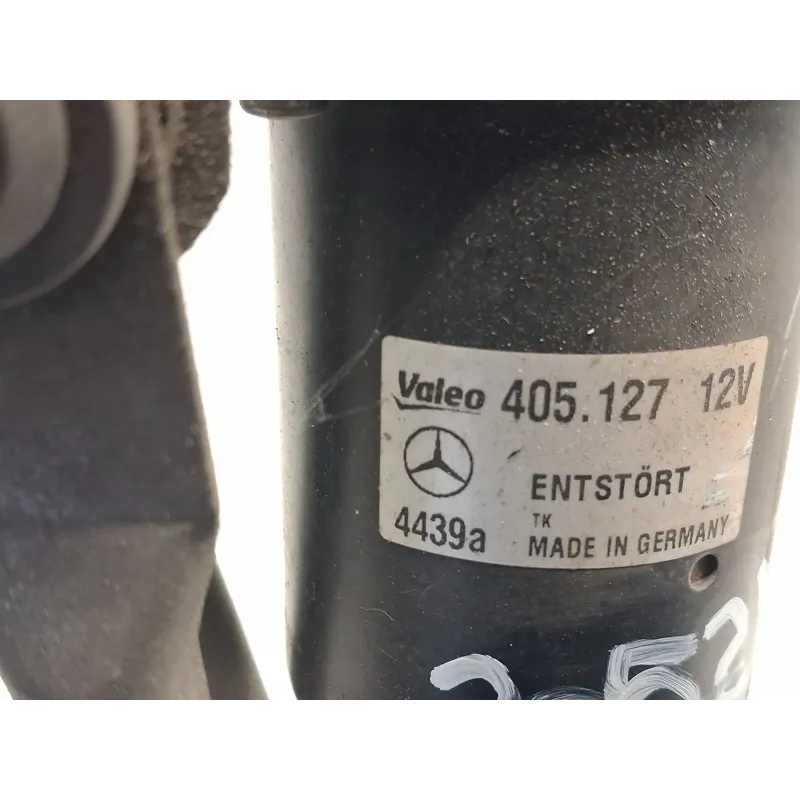 Valeo 405.127 12V
ENTSTÖRT
TK
4439a MADE IN GERMANY